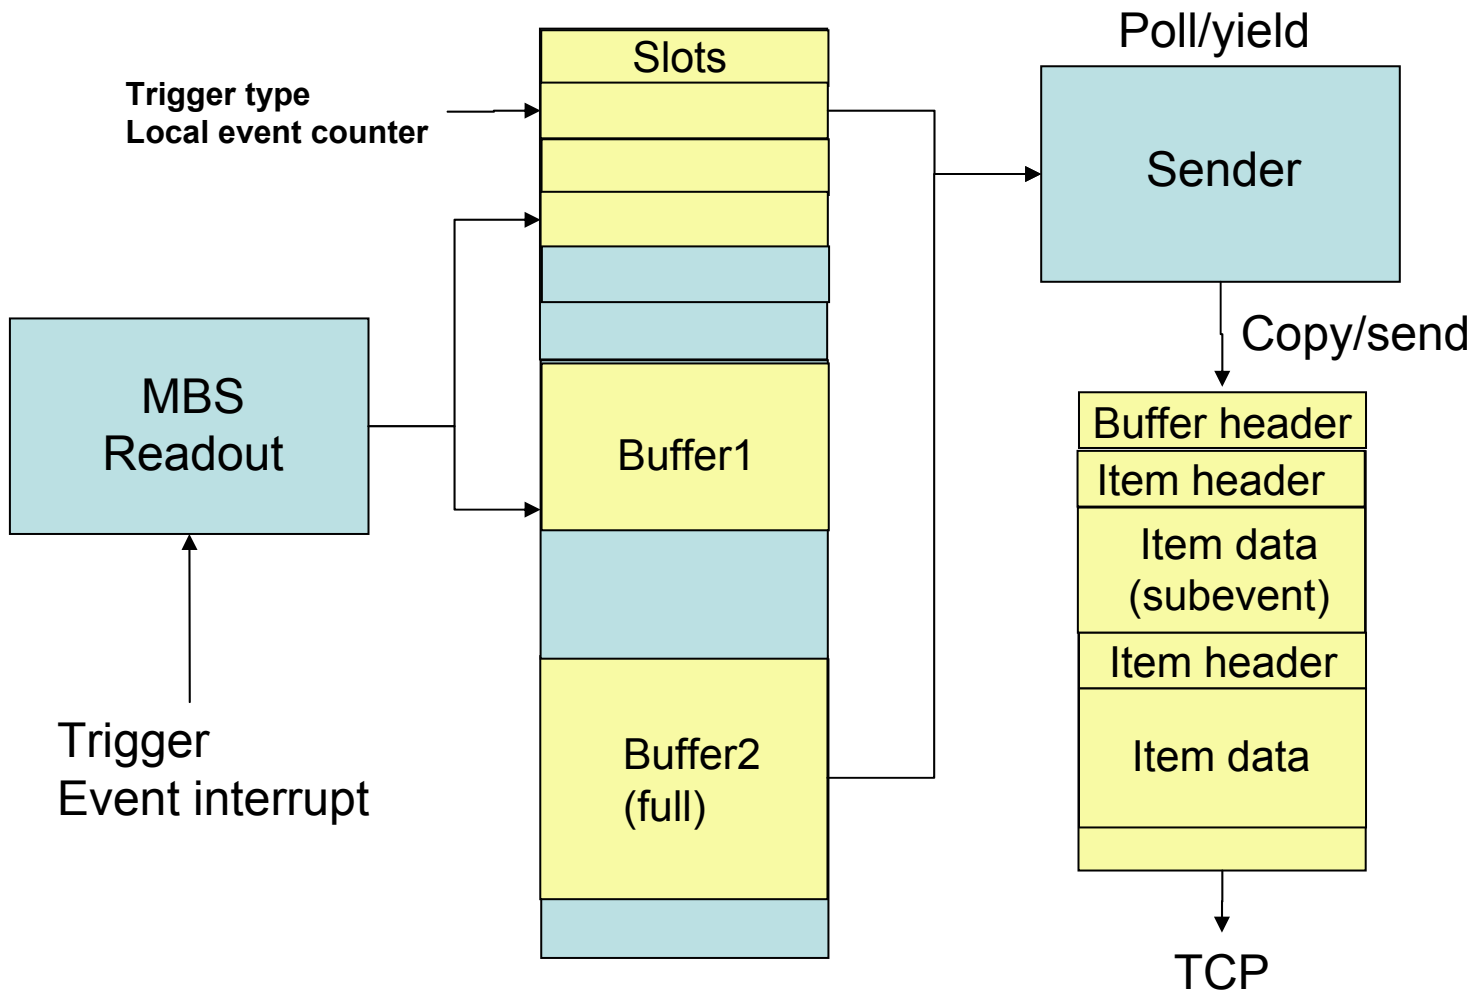 Poll/yield
Slots
Trigger type
Local event counter
Sender
Copy/send
MBS
Readout
Buffer1
Buffer header
Item header
Item data
(subevent)
Item header
Trigger
Event interrupt
Buffer2
(full)
Item data
TCP